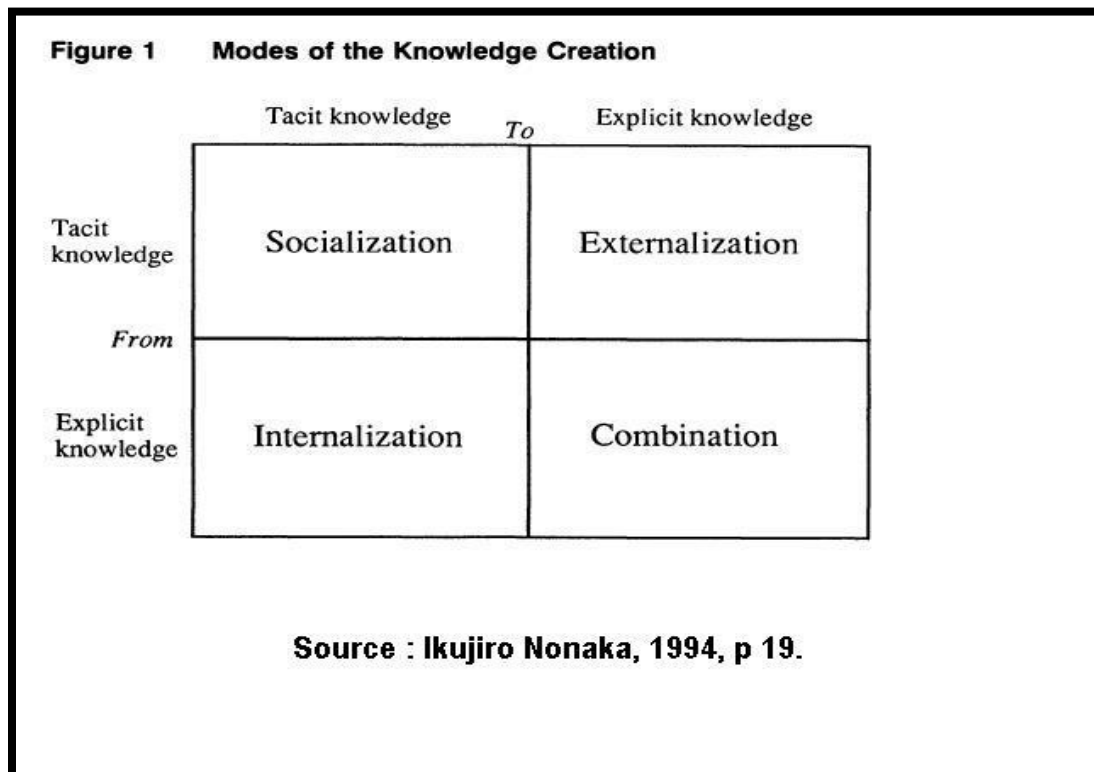 Figure 1 Modes of the Knowledge Creation
Tacit knowledge To Explicit knowledge
Tacit
knowledge
Socialization Externalization
From
Explicit
knowledge
Internalization Combination
Source : Ikujiro Nonaka, 1994, p 19.